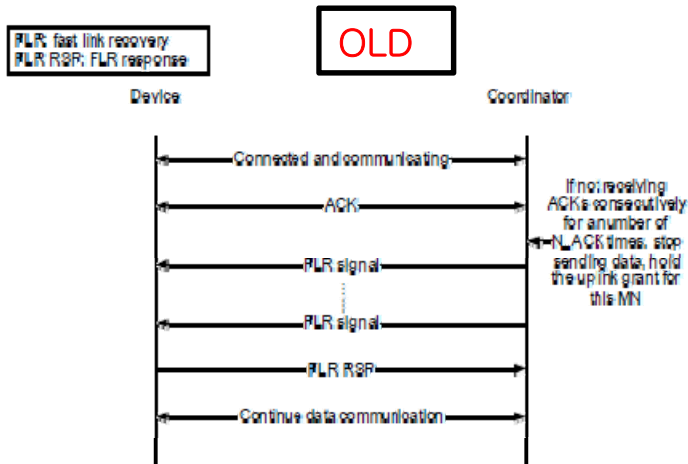 FLR: fast link recovery
FLR RSP: FLR response
OLD
Device
Coordinator
Connected and communicating
ACK
If not receiving
ACKs consecutively
for a number of
N_ACK times, stop
sending data, hold
the uplink grant for
this MN
FLR signal
FLR signal
FLR RSP
Continue data communication